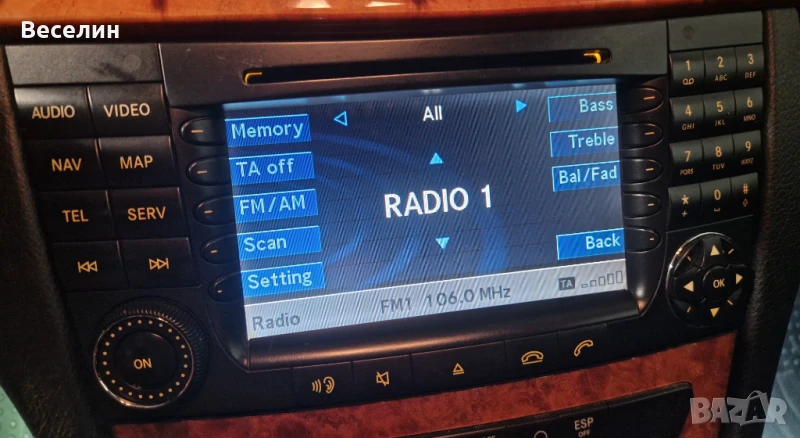 Веселин
AUDIO VIDEO
NAV MAP
TEL SERV
ON
Memory
TA off
FM/AM
Scan
Setting
All
RADIO 1
Bass
Treble
Bal/Fad
Back
Radio FM1 106.0 MHz TA
1 2 ABC 3 DEF
4 GHI 5 JKL 6 MNO
7 PQRS 8 TUV 9 WXYZ
* + 0 #
OK
ESP
OFF
BAZAR
.bg